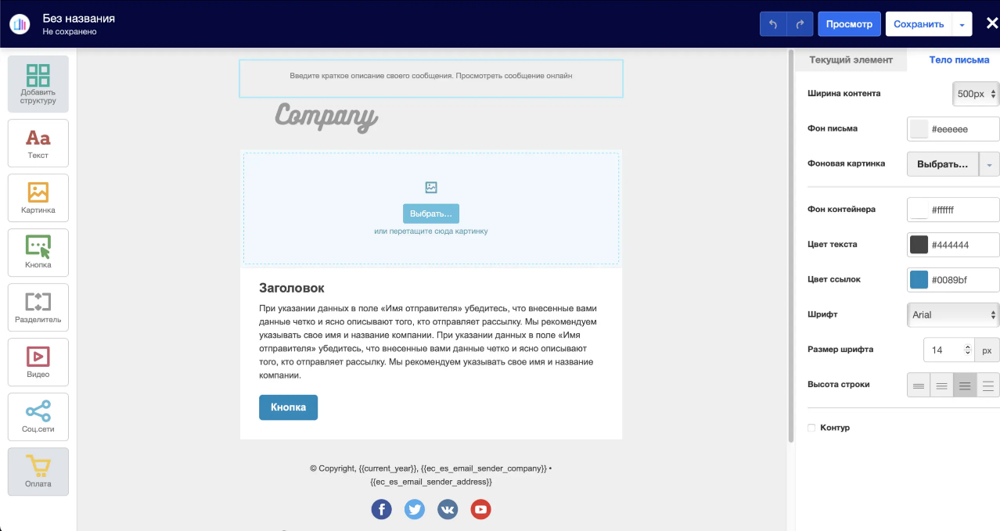 Без названия
Не сохранено
Просмотр
Сохранить
Добавить
структуру
Текст
Картинка
Кнопка
Разделитель
Видео
Соц.сети
Оплата
Введите краткое описание своего сообщения. Просмотреть сообщение онлайн
Company
Выбрать...
или перетащите сюда картинку
Заголовок
При указании данных в поле «Имя отправителя» убедитесь, что внесенные вами
данные четко и ясно описывают того, кто отправляет рассылку. Мы рекомендуем
указывать свое имя и название компании. При указании данных в поле «Имя
отправителя» убедитесь, что внесенные вами данные четко и ясно описывают
того, кто отправляет рассылку. Мы рекомендуем указывать свое имя и название
компании.
Кнопка
© Copyright, {{current_year}}, {{ec_es_email_sender_company}} •
{{ec_es_email_sender_address}}
Текущий элемент
Тело письма
Ширина контента 500px
Фон письма #eeeeee
Фоновая картинка Выбрать...
Фон контейнера #ffffff
Цвет текста #444444
Цвет ссылок #0089bf
Шрифт Arial
Размер шрифта 14 px
Высота строки
Контур